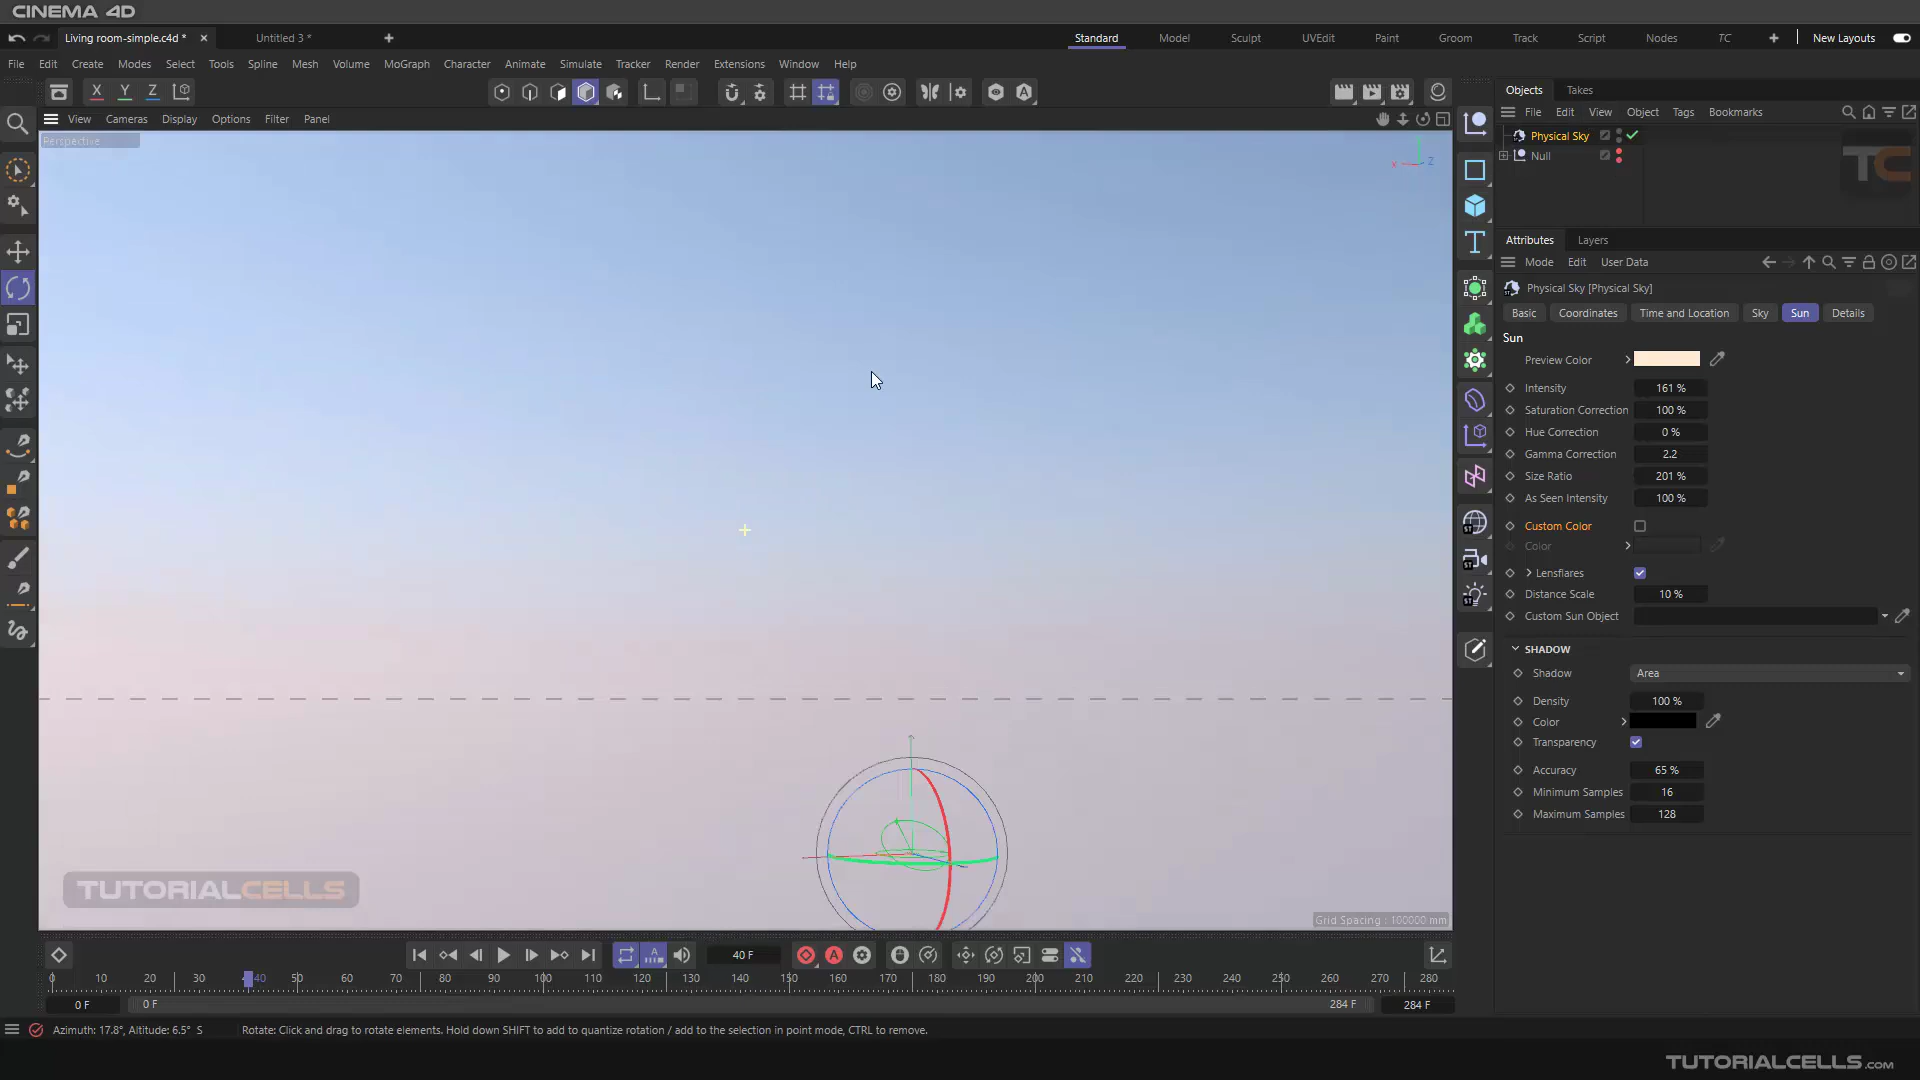 CINEMA 4D
Living room-simple.c4d *
Untitled 3 *
Standard Model Sculpt UVEdit Paint Groom Track Script Nodes TC New Layouts
File Edit Create Modes Select Tools Spline Mesh Volume MoGraph Character Animate Simulate Tracker Render Extensions Window Help
X Y Z
View Cameras Display Options Filter Panel
Perspective
X Z
Objects Takes
File Edit View Object Tags Bookmarks
Physical Sky
Null
TC
Attributes Layers
Mode Edit User Data
Physical Sky [Physical Sky]
Basic Coordinates Time and Location Sky Sun Details
Sun
Preview Color
Intensity 161 %
Saturation Correction 100 %
Hue Correction 0 %
Gamma Correction 2.2
Size Ratio 201 %
As Seen Intensity 100 %
Custom Color
Color
Lensflares
Distance Scale 10 %
Custom Sun Object
SHADOW
Shadow Area
Density 100 %
Color
Transparency
Accuracy 65 %
Minimum Samples 16
Maximum Samples 128
TUTORIALCELLS
Grid Spacing : 100000 mm
40 F
0 10 20 30 40 50 60 70 80 90 100 110 120 130 140 150 160 170 180 190 200 210 220 230 240 250 260 270 280
0 F 0 F 284 F 284 F
Azimuth: 17.8°, Altitude: 6.5° S
Rotate: Click and drag to rotate elements. Hold down SHIFT to add to quantize rotation / add to the selection in point mode, CTRL to remove.
TUTORIALCELLS.com